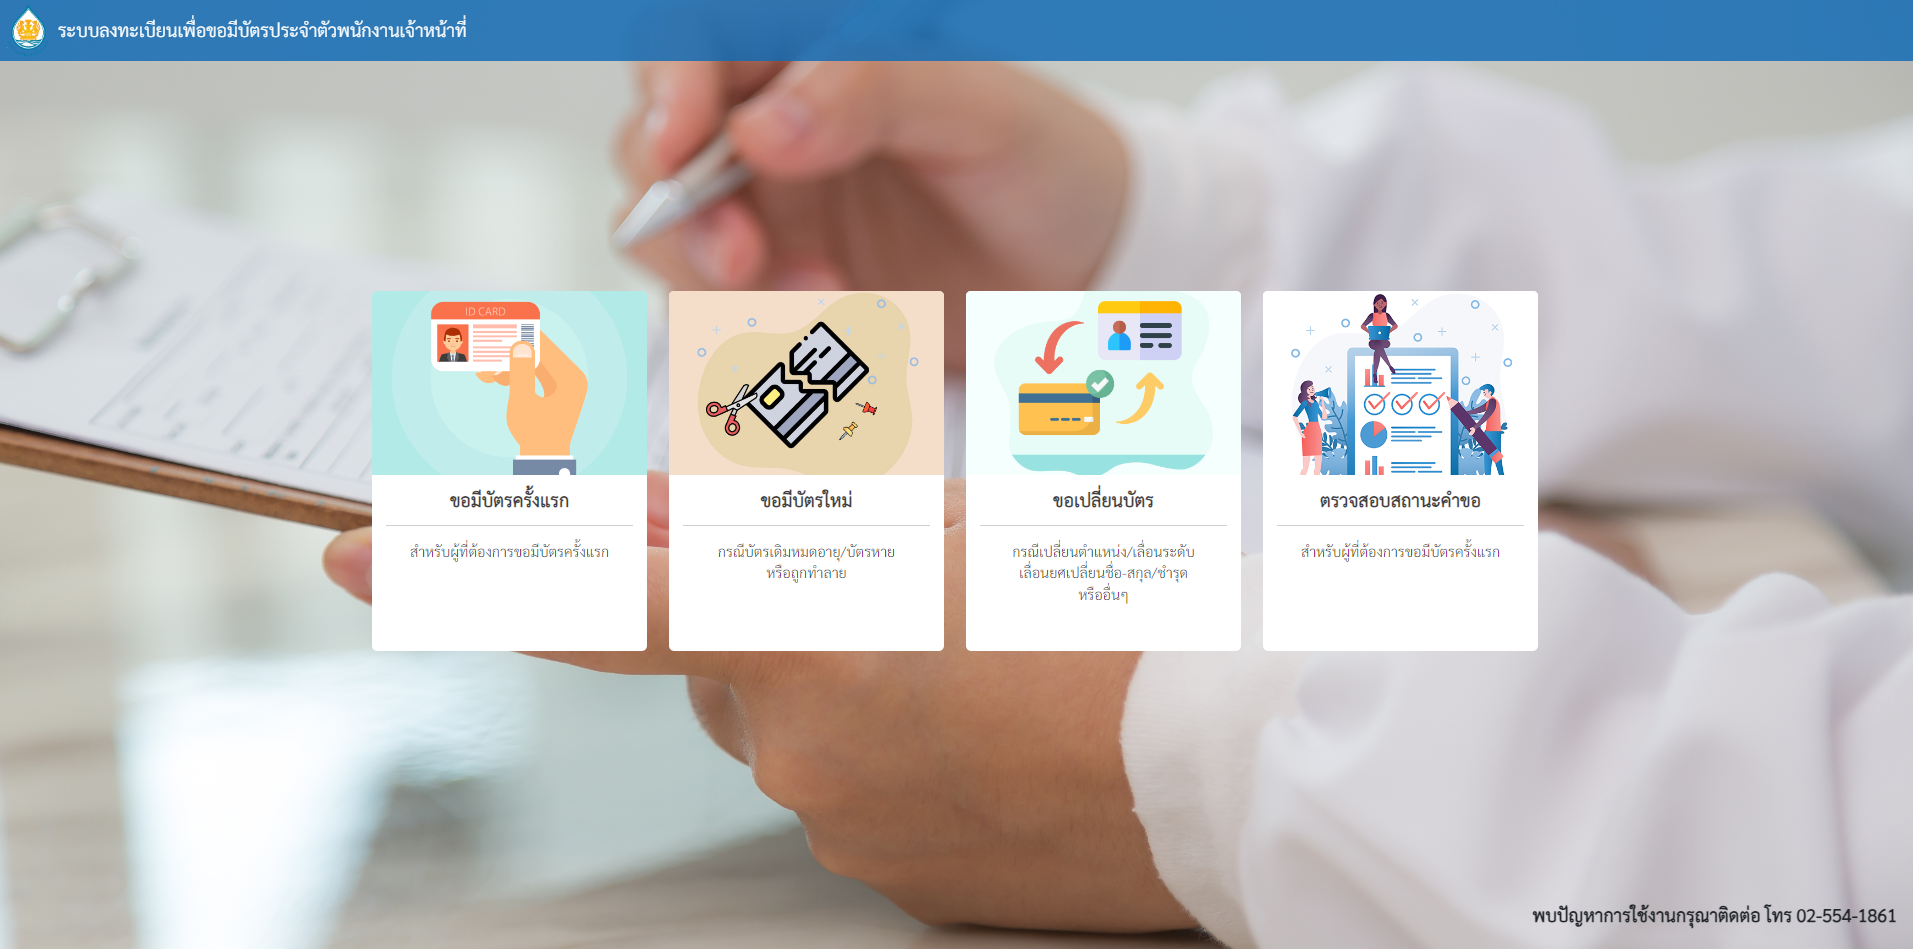 ระบบลงทะเบียนเพื่อขอมีบัตรประจำตัวพนักงานเจ้าหน้าที่
ID CARD
ขอมีบัตรครั้งแรก
สำหรับผู้ที่ต้องการขอมีบัตรครั้งแรก
ขอมีบัตรใหม่
กรณีบัตรเดิมหมดอายุ/บัตรหาย
หรือถูกทำลาย
ขอเปลี่ยนบัตร
กรณีเปลี่ยนตำแหน่ง/เลื่อนระดับ
เลื่อนยศเปลี่ยนชื่อ-สกุล/ชำรุด
หรืออื่นๆ
ตรวจสอบสถานะคำขอ
สำหรับผู้ที่ต้องการขอมีบัตรครั้งแรก
พบปัญหาการใช้งานกรุณาติดต่อ โทร 02-554-1861